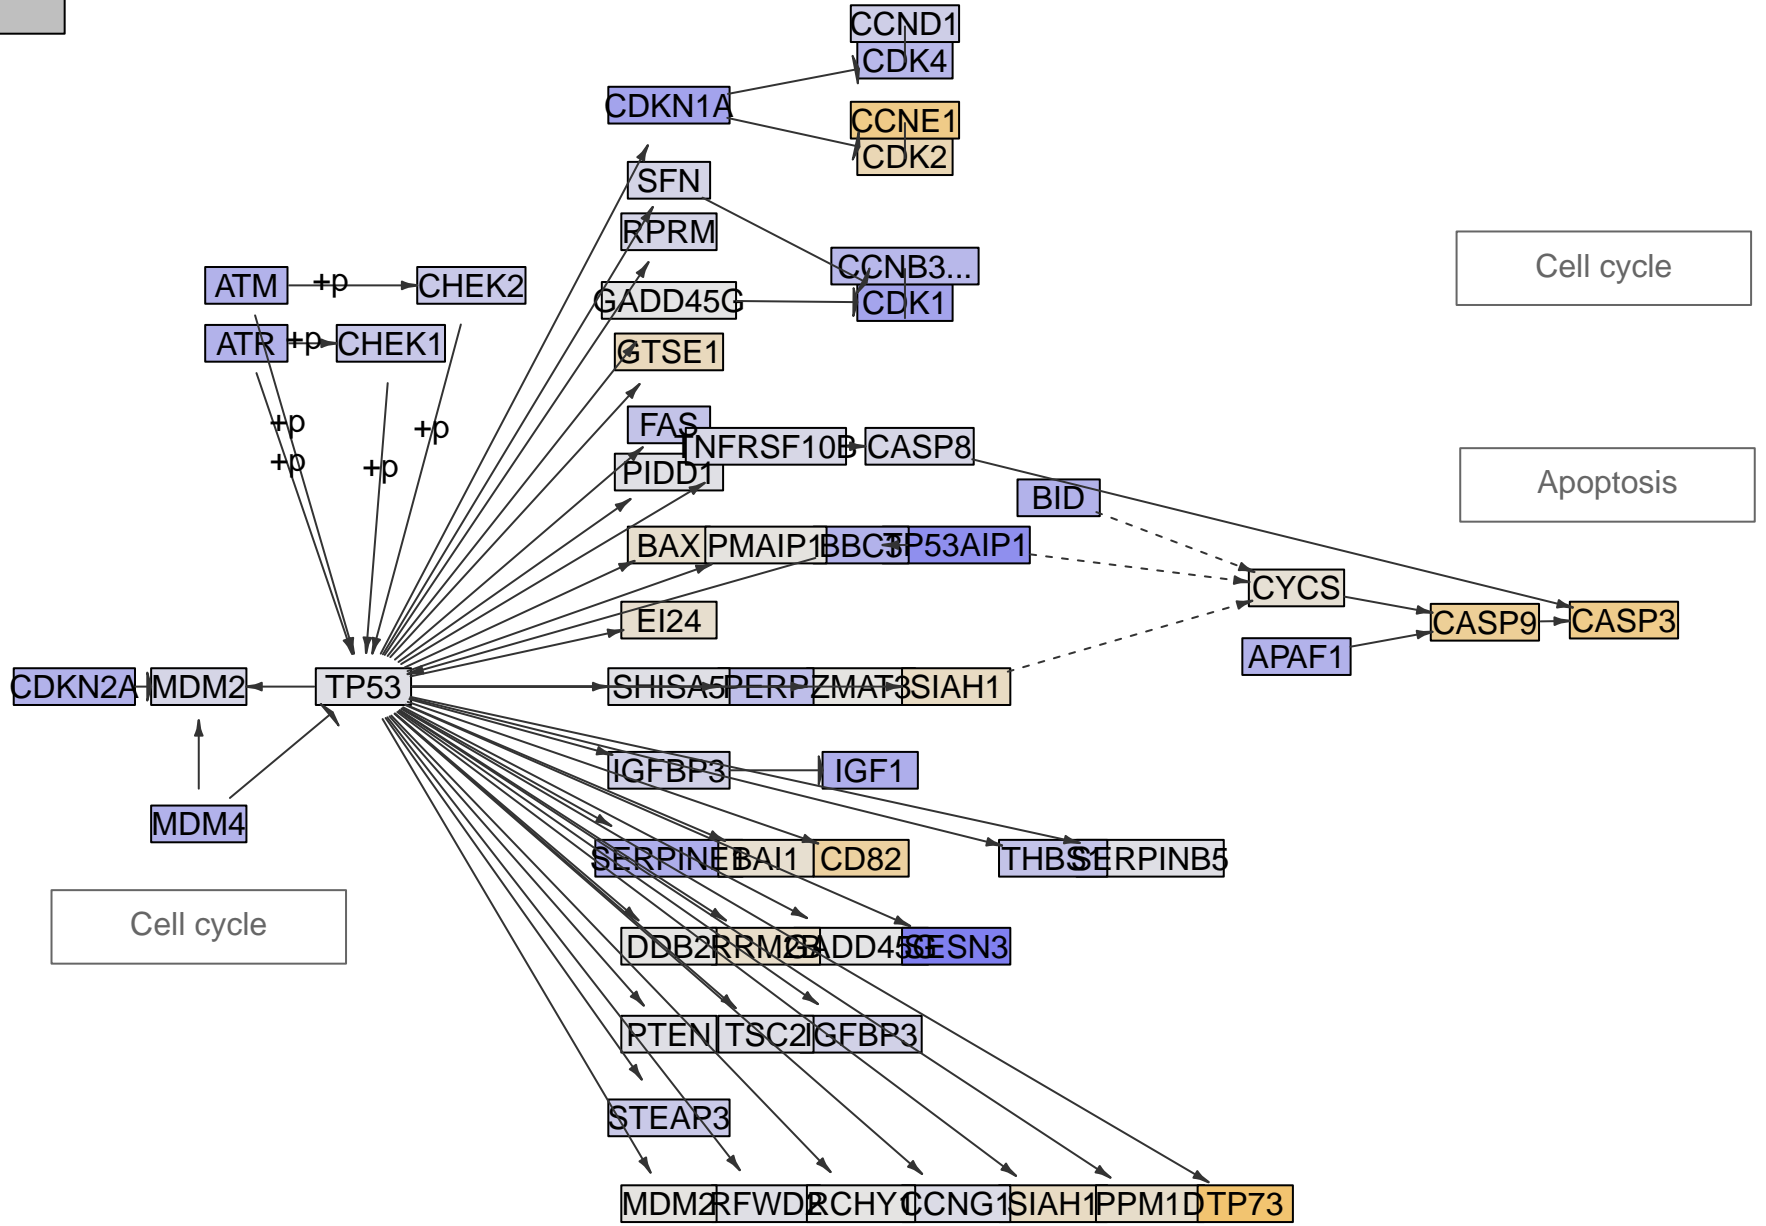 CCND1
CDK4
CDKN1A
CCNE1
CDK2
SFN
RPRM
CCNB3...
Cell cycle
ATM
+p
CHEK2
GADD45G
CDK1
ATR
+p
CHEK1
GTSE1
+p
+p
FAS
TNFRSF10B
CASP8
+p
+p
PIDD1
Apoptosis
BID
BAX
PMAIP1
BBC3
TP53AIP1
CYCS
EI24
CASP9
CASP3
APAF1
CDKN2A
MDM2
TP53
SHISA5
PERP
ZMAT3
SIAH1
IGFBP3
IGF1
MDM4
SERPINE1
BAI1
CD82
THBS1
SERPINB5
Cell cycle
DDB2
RRM2B
GADD45G
SESN3
PTEN
TSC2
IGFBP3
STEAP3
MDM2
RFWD2
RCHY1
CCNG1
SIAH1
PPM1D
TP73